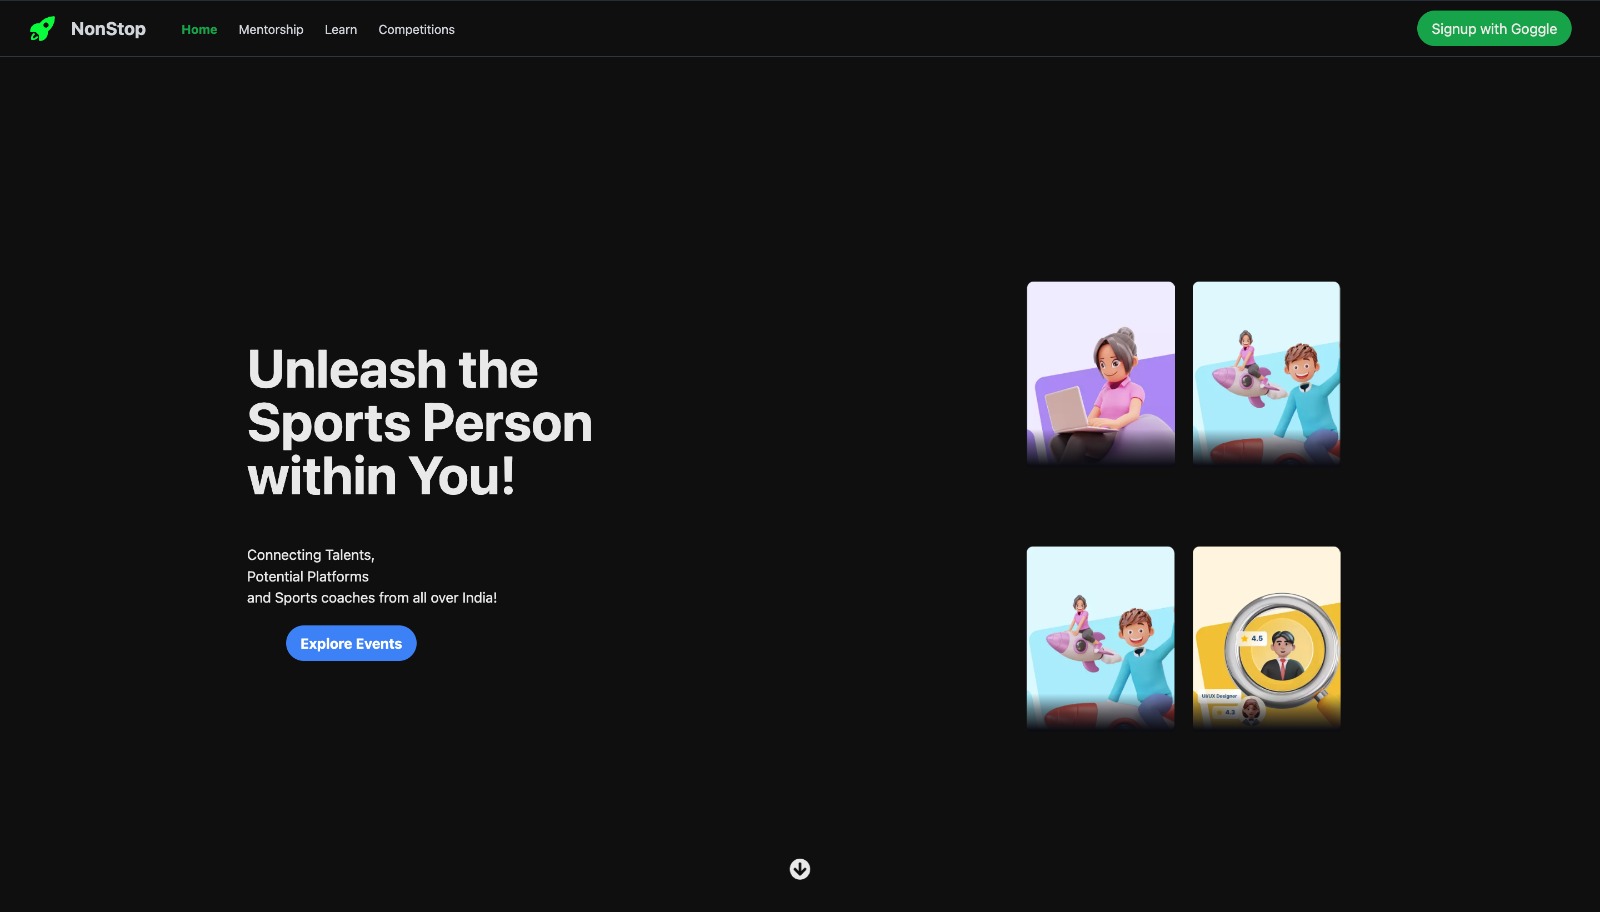 NonStop
Home
Mentorship
Learn
Competitions
Signup with Goggle
Unleash the
Sports Person
within You!
Connecting Talents,
Potential Platforms
and Sports coaches from all over India!
Explore Events
4.5
UI/UX Designer
4.3